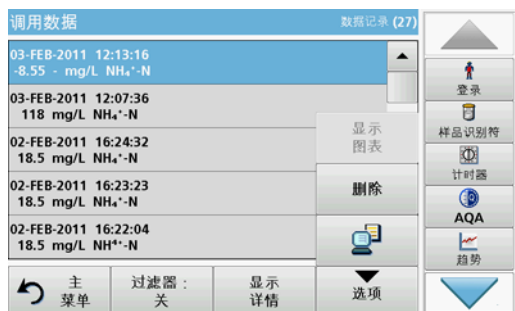 调用数据
数据记录 (27)
03-FEB-2011 12:13:16
-8.55 - mg/L NH₄⁺-N
03-FEB-2011 12:07:36
118 mg/L NH₄⁺-N
02-FEB-2011 16:24:32
18.5 mg/L NH₄⁺-N
02-FEB-2011 16:23:23
18.5 mg/L NH₄⁺-N
02-FEB-2011 16:22:04
18.5 mg/L NH⁴⁺-N
显示
图表
删除
选项
主
菜单
过滤器：
关
显示
详情
登录
样品识别符
计时器
AQA
趋势